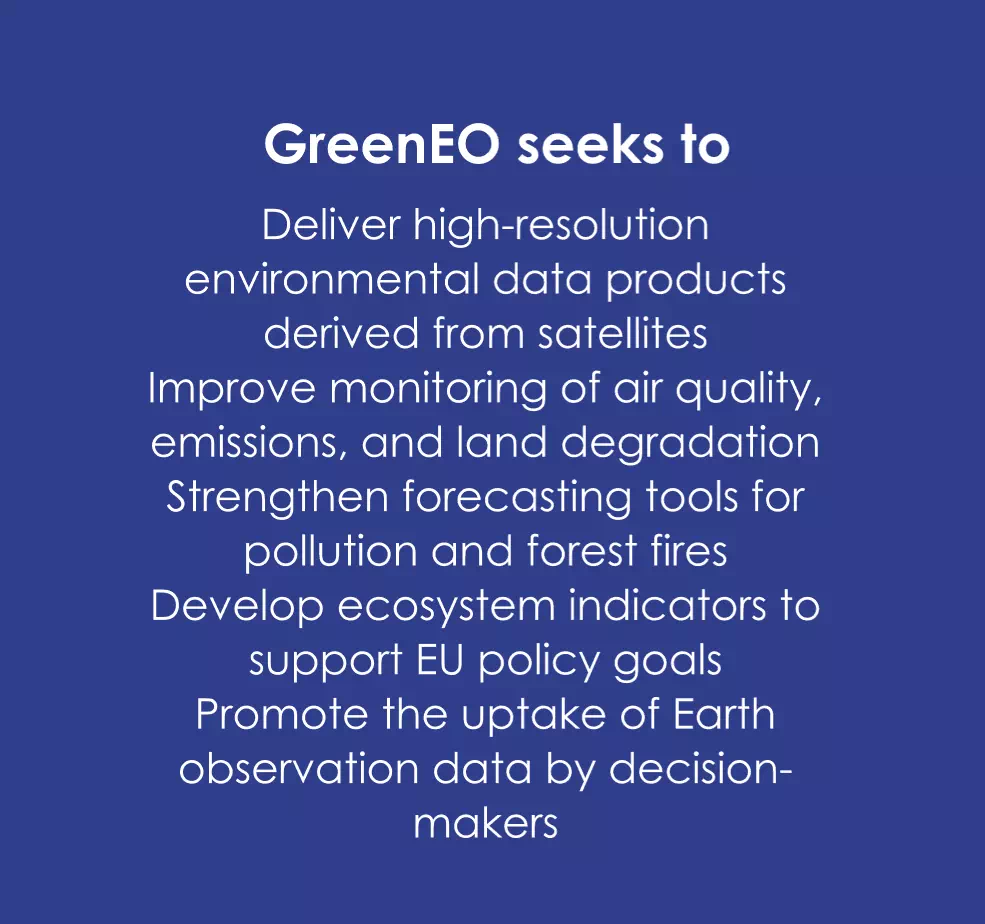 GreenEO seeks to
Deliver high-resolution
environmental data products
derived from satellites
Improve monitoring of air quality,
emissions, and land degradation
Strengthen forecasting tools for
pollution and forest fires
Develop ecosystem indicators to
support EU policy goals
Promote the uptake of Earth
observation data by decision-
makers